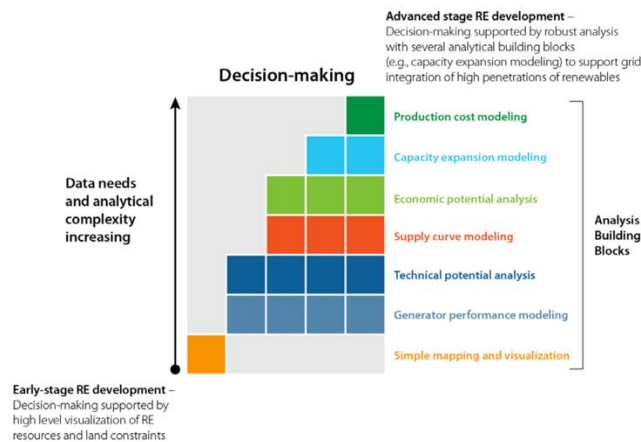 Advanced stage RE development –
Decision-making supported by robust analysis
with several analytical building blocks
(e.g., capacity expansion modeling) to support grid
integration of high penetrations of renewables
Decision-making
Production cost modeling
Capacity expansion modeling
Data needs
and analytical
complexity
increasing
Economic potential analysis
Supply curve modeling
Analysis
Building
Blocks
Technical potential analysis
Generator performance modeling
Simple mapping and visualization
Early-stage RE development –
Decision-making supported by
high level visualization of RE
resources and land constraints